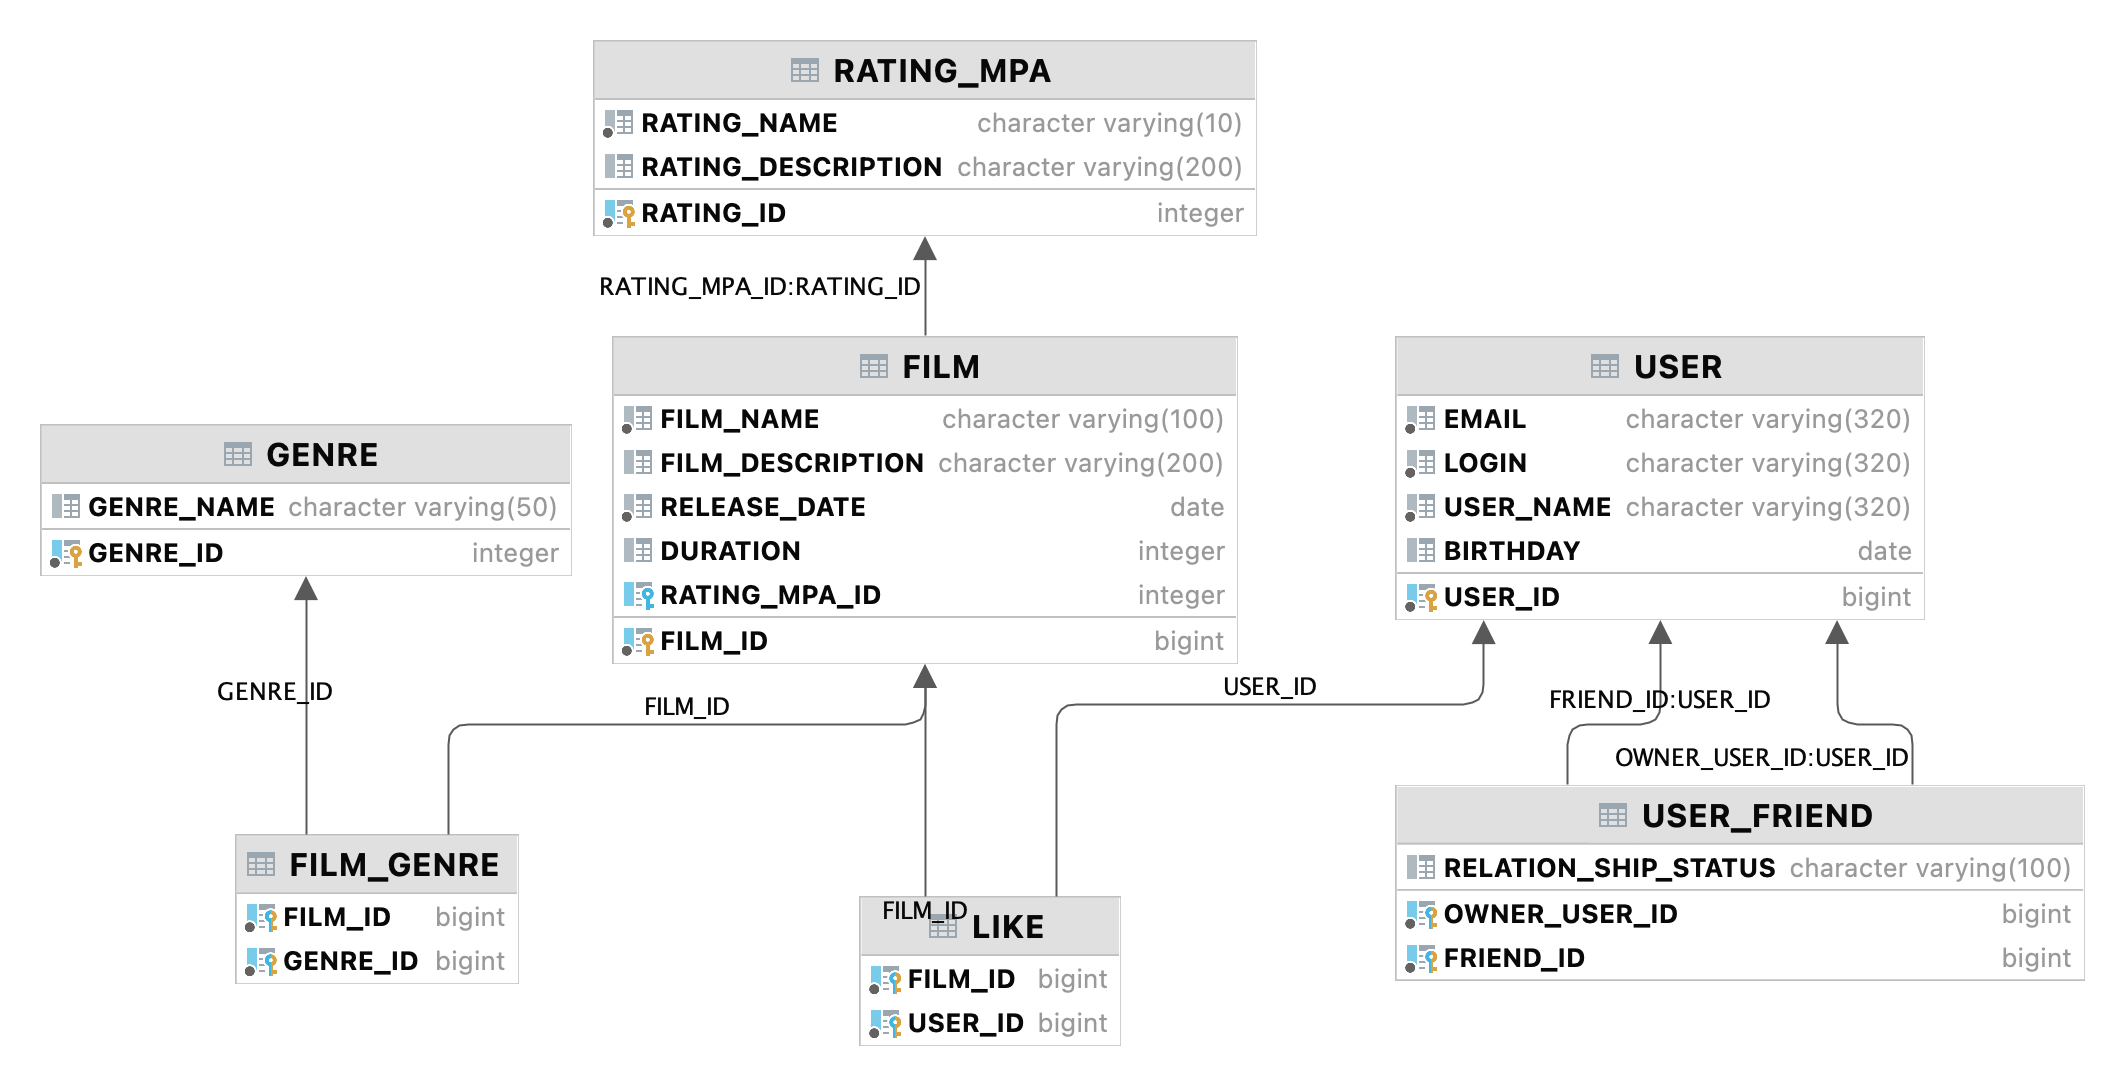 RATING_MPA
RATING_NAME character varying(10)
RATING_DESCRIPTION character varying(200)
RATING_ID integer
RATING_MPA_ID:RATING_ID
FILM
FILM_NAME character varying(100)
FILM_DESCRIPTION character varying(200)
RELEASE_DATE date
DURATION integer
RATING_MPA_ID integer
FILM_ID bigint
USER
EMAIL character varying(320)
LOGIN character varying(320)
USER_NAME character varying(320)
BIRTHDAY date
USER_ID bigint
GENRE
GENRE_NAME character varying(50)
GENRE_ID integer
GENRE_ID
FILM_ID
USER_ID
FRIEND_ID:USER_ID
OWNER_USER_ID:USER_ID
FILM_GENRE
FILM_ID bigint
GENRE_ID bigint
FILM_ID
LIKE
FILM_ID bigint
USER_ID bigint
USER_FRIEND
RELATION_SHIP_STATUS character varying(100)
OWNER_USER_ID bigint
FRIEND_ID bigint